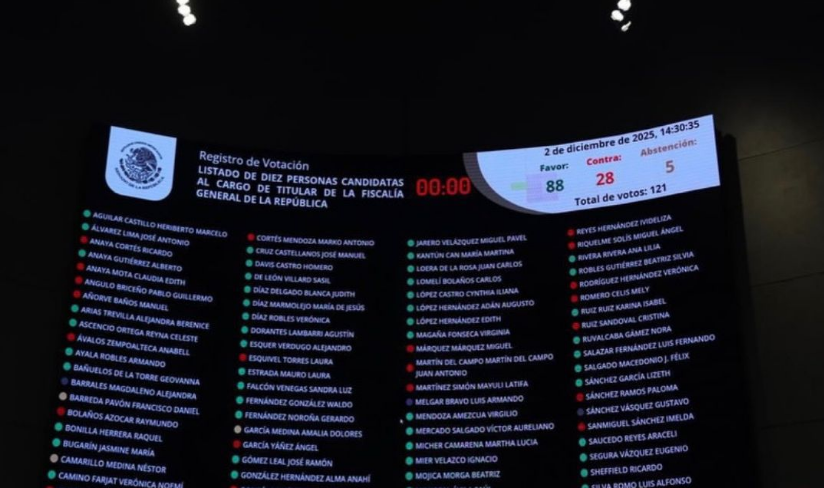 Registro de Votación
LISTADO DE DIEZ PERSONAS CANDIDATAS
AL CARGO DE TITULAR DE LA FISCALÍA
GENERAL DE LA REPÚBLICA
00:00
2 de diciembre de 2025, 14:30:35
Favor: Contra: Abstención:
88 28 5
Total de votos: 121
AGUILAR CASTILLO HERIBERTO MARCELO
ÁLVAREZ LIMA JOSÉ ANTONIO
ANAYA CORTÉS RICARDO
ANAYA GUTIÉRREZ ALBERTO
ANAYA MOTA CLAUDIA EDITH
ANGULO BRICEÑO PABLO GUILLERMO
AÑORVE BAÑOS MANUEL
ARIAS TREVILLA ALEJANDRA BERENICE
ASCENCIO ORTEGA REYNA CELESTE
ÁVALOS ZEMPOALTECA ANABELL
AYALA ROBLES ARMANDO
BAÑUELOS DE LA TORRE GEOVANNA
BARRALES MAGDALENO ALEJANDRA
BARREDA PAVÓN FRANCISCO DANIEL
BOLAÑOS AZOCAR RAYMUNDO
BONILLA HERRERA RAQUEL
BUGARÍN JASMINE MARÍA
CAMARILLO MEDINA NÉSTOR
CAMINO FARJAT VERÓNICA NOEMÍ
CORTÉS MENDOZA MARKO ANTONIO
CRUZ CASTELLANOS JOSÉ MANUEL
DAVIS CASTRO HOMERO
DE LEÓN VILLARD SASIL
DÍAZ DELGADO BLANCA JUDITH
DÍAZ MARMOLEJO MARÍA DE JESÚS
DÍAZ ROBLES VERÓNICA
DORANTES LAMBARRI AGUSTÍN
ESQUER VERDUGO ALEJANDRO
ESQUIVEL TORRES LAURA
ESTRADA MAURO LAURA
FALCÓN VENEGAS SANDRA LUZ
FERNÁNDEZ GONZÁLEZ WALDO
FERNÁNDEZ NOROÑA GERARDO
GARCÍA MEDINA AMALIA DOLORES
GARCÍA YÁÑEZ ÁNGEL
GÓMEZ LEAL JOSÉ RAMÓN
GONZÁLEZ HERNÁNDEZ ALMA ANAHÍ
JARERO VELÁZQUEZ MIGUEL PAVEL
KANTÚN CAN MARÍA MARTINA
LOERA DE LA ROSA JUAN CARLOS
LOMELÍ BOLAÑOS CARLOS
LÓPEZ CASTRO CYNTHIA ILIANA
LÓPEZ HERNÁNDEZ ADÁN AUGUSTO
LÓPEZ HERNÁNDEZ EDITH
MAGAÑA FONSECA VIRGINIA
MÁRQUEZ MÁRQUEZ MIGUEL
MARTÍN DEL CAMPO MARTÍN DEL CAMPO
JUAN ANTONIO
MARTÍNEZ SIMÓN MAYULI LATIFA
MELGAR BRAVO LUIS ARMANDO
MENDOZA AMEZCUA VIRGILIO
MERCADO SALGADO VÍCTOR AURELIANO
MICHER CAMARENA MARTHA LUCIA
MIER VELAZCO IGNACIO
MOJICA MORGA BEATRIZ
REYES HERNÁNDEZ IVIDELIZA
RIQUELME SOLÍS MIGUEL ÁNGEL
RIVERA RIVERA ANA LILIA
ROBLES GUTIÉRREZ BEATRIZ SILVIA
RODRÍGUEZ HERNÁNDEZ VERÓNICA
ROMERO CELIS MELY
RUIZ RUIZ KARINA ISABEL
RUIZ SANDOVAL CRISTINA
RUVALCABA GÁMEZ NORA
SALAZAR FERNÁNDEZ LUIS FERNANDO
SALGADO MACEDONIO J. FÉLIX
SÁNCHEZ GARCÍA LIZETH
SÁNCHEZ RAMOS PALOMA
SÁNCHEZ VÁSQUEZ GUSTAVO
SANMIGUEL SÁNCHEZ IMELDA
SAUCEDO REYES ARACELI
SEGURA VÁZQUEZ EUGENIO
SHEFFIELD RICARDO
SILVA ROMO LUIS ALFONSO